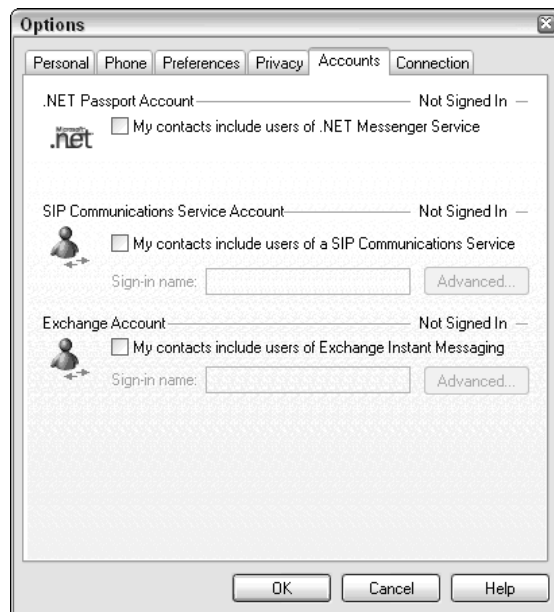 Options
Personal Phone Preferences Privacy Accounts Connection
.NET Passport Account Not Signed In
Microsoft
.net
My contacts include users of .NET Messenger Service
SIP Communications Service Account Not Signed In
My contacts include users of a SIP Communications Service
Sign-in name: Advanced...
Exchange Account Not Signed In
My contacts include users of Exchange Instant Messaging
Sign-in name: Advanced...
OK Cancel Help